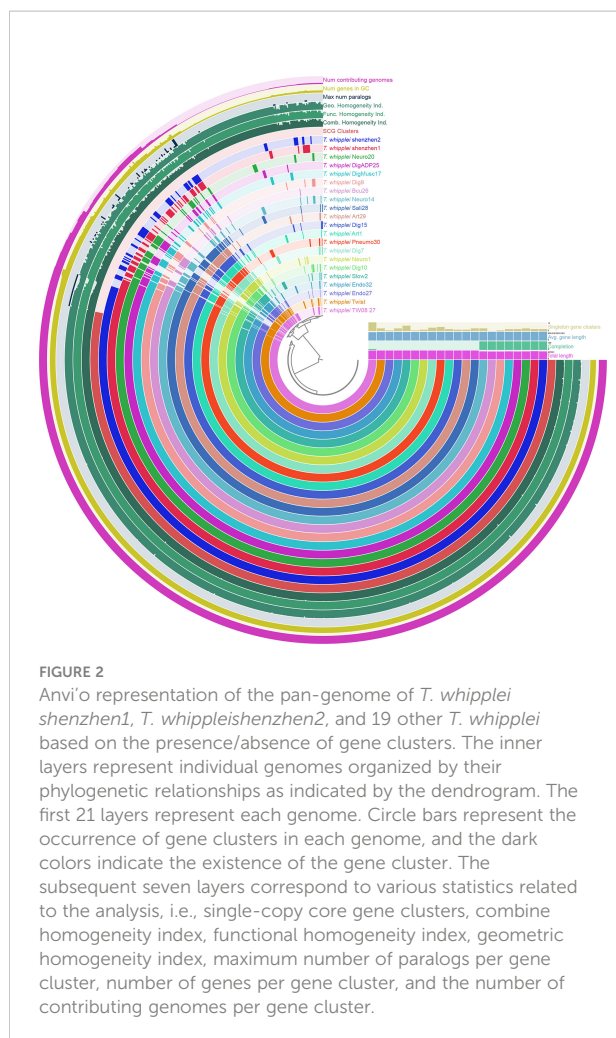 Num contributing genomes
Num genes in GC
Max num paralogs
Geo. Homogeneity Ind.
Func. Homogeneity Ind.
Comb. Homogeneity Ind.
SCG Clusters
T. whipplei shenzhen2
T. whipplei shenzhen1
T. whipplei Neuro20
T. whipplei DigADP25
T. whipplei DigMusc17
T. whipplei Dig9
T. whipplei Bcu26
T. whipplei Neuro14
T. whipplei Sali28
T. whipplei Art29
T. whipplei Dig15
T. whipplei Art1
T. whipplei Pneumo30
T. whipplei Dig7
T. whipplei Neuro1
T. whipplei Dig10
T. whipplei Slow2
T. whipplei Endo32
T. whipplei Endo27
T. whipplei Twist
T. whipplei TW08 27
Singleton gene clusters
Avg. gene length
Completion
Total length
FIGURE 2
Anvi’o representation of the pan-genome of T. whipplei
shenzhen1, T. whippleishenzhen2, and 19 other T. whipplei
based on the presence/absence of gene clusters. The inner
layers represent individual genomes organized by their
phylogenetic relationships as indicated by the dendrogram. The
first 21 layers represent each genome. Circle bars represent the
occurrence of gene clusters in each genome, and the dark
colors indicate the existence of the gene cluster. The
subsequent seven layers correspond to various statistics related
to the analysis, i.e., single-copy core gene clusters, combine
homogeneity index, functional homogeneity index, geometric
homogeneity index, maximum number of paralogs per gene
cluster, number of genes per gene cluster, and the number of
contributing genomes per gene cluster.